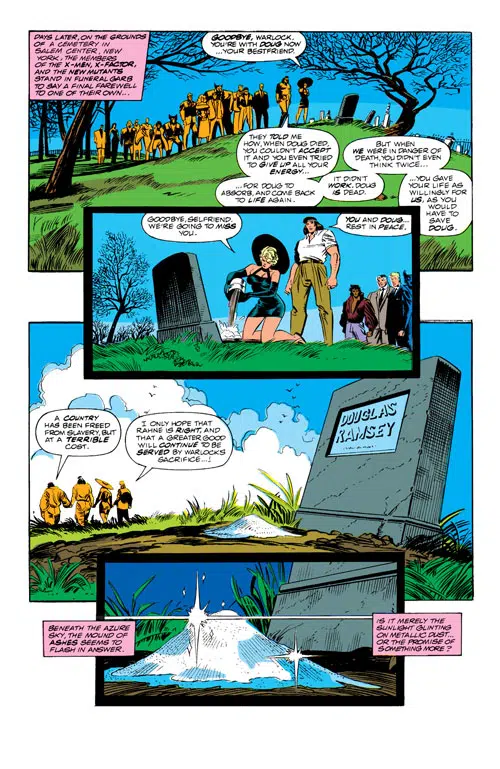 DAYS LATER, ON THE GROUNDS
OF A CEMETERY IN
SALEM CENTER, NEW
YORK, THE MEMBERS
OF THE X-MEN, X-FACTOR,
AND THE NEW MUTANTS
STAND IN FUNERAL GARB
TO SAY A FINAL FAREWELL
TO ONE OF THEIR OWN...
GOODBYE, WARLOCK.
YOU'RE WITH DOUG NOW
...YOUR BESTFRIEND.
THEY TOLD ME
HOW, WHEN DOUG DIED,
YOU COULDN'T ACCEPT
IT AND YOU EVEN TRIED
TO GIVE UP ALL YOUR
ENERGY...
...FOR DOUG TO
ABSORB, AND COME BACK
TO LIFE AGAIN.
IT DIDN'T
WORK. DOUG
IS DEAD.
BUT WHEN
WE WERE IN DANGER OF
DEATH, YOU DIDN'T EVEN
THINK TWICE...
...YOU GAVE
YOUR LIFE AS
WILLINGLY FOR
US, AS YOU
WOULD HAVE
TO SAVE
DOUG.
GOODBYE, SELFRIEND.
WE'RE GOING TO MISS
YOU.
YOU AND DOUG...
REST IN PEACE.
A COUNTRY
HAS BEEN FREED
FROM SLAVERY, BUT
AT A TERRIBLE
COST.
I ONLY HOPE THAT
RAHNE IS RIGHT, AND
THAT A GREATER GOOD
WILL CONTINUE TO BE
SERVED BY WARLOCK'S
SACRIFICE...!
DOUGLAS
RAMSEY
BENEATH THE AZURE
SKY, THE MOUND OF
ASHES SEEMS TO
FLASH IN ANSWER.
IS IT MERELY THE
SUNLIGHT GLINTING
ON METALLIC DUST...
OR THE PROMISE OF
SOMETHING MORE?